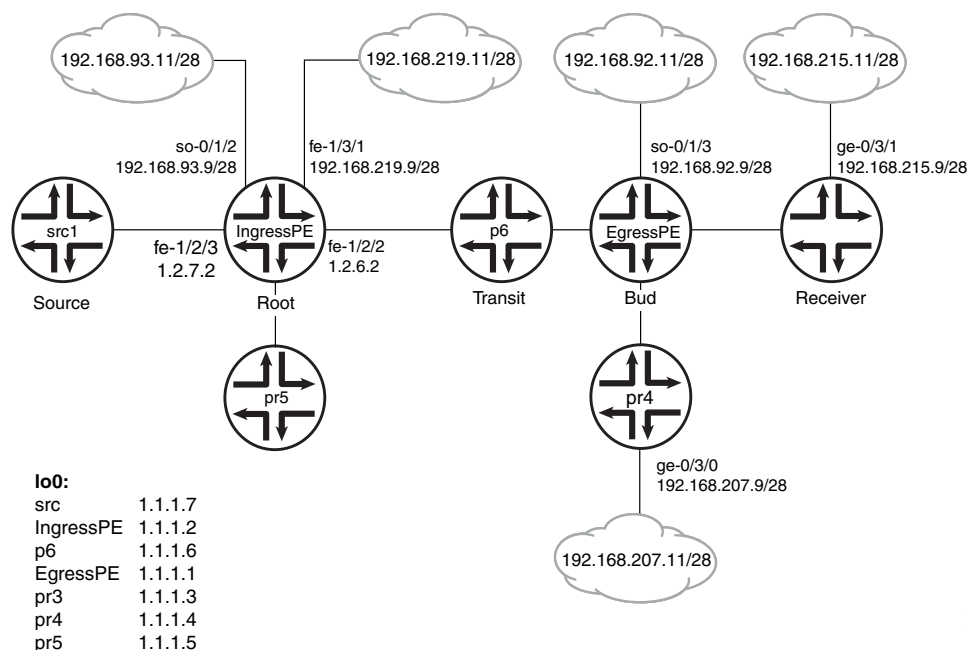 192.168.93.11/28
192.168.219.11/28
192.168.92.11/28
192.168.215.11/28
so-0/1/2
192.168.93.9/28
fe-1/3/1
192.168.219.9/28
so-0/1/3
192.168.92.9/28
ge-0/3/1
192.168.215.9/28
src1
IngressPE
p6
EgressPE
fe-1/2/3
1.2.7.2
fe-1/2/2
1.2.6.2
Source
Root
Transit
Bud
Receiver
pr5
pr4
ge-0/3/0
192.168.207.9/28
192.168.207.11/28
lo0:
src 1.1.1.7
IngressPE 1.1.1.2
p6 1.1.1.6
EgressPE 1.1.1.1
pr3 1.1.1.3
pr4 1.1.1.4
pr5 1.1.1.5